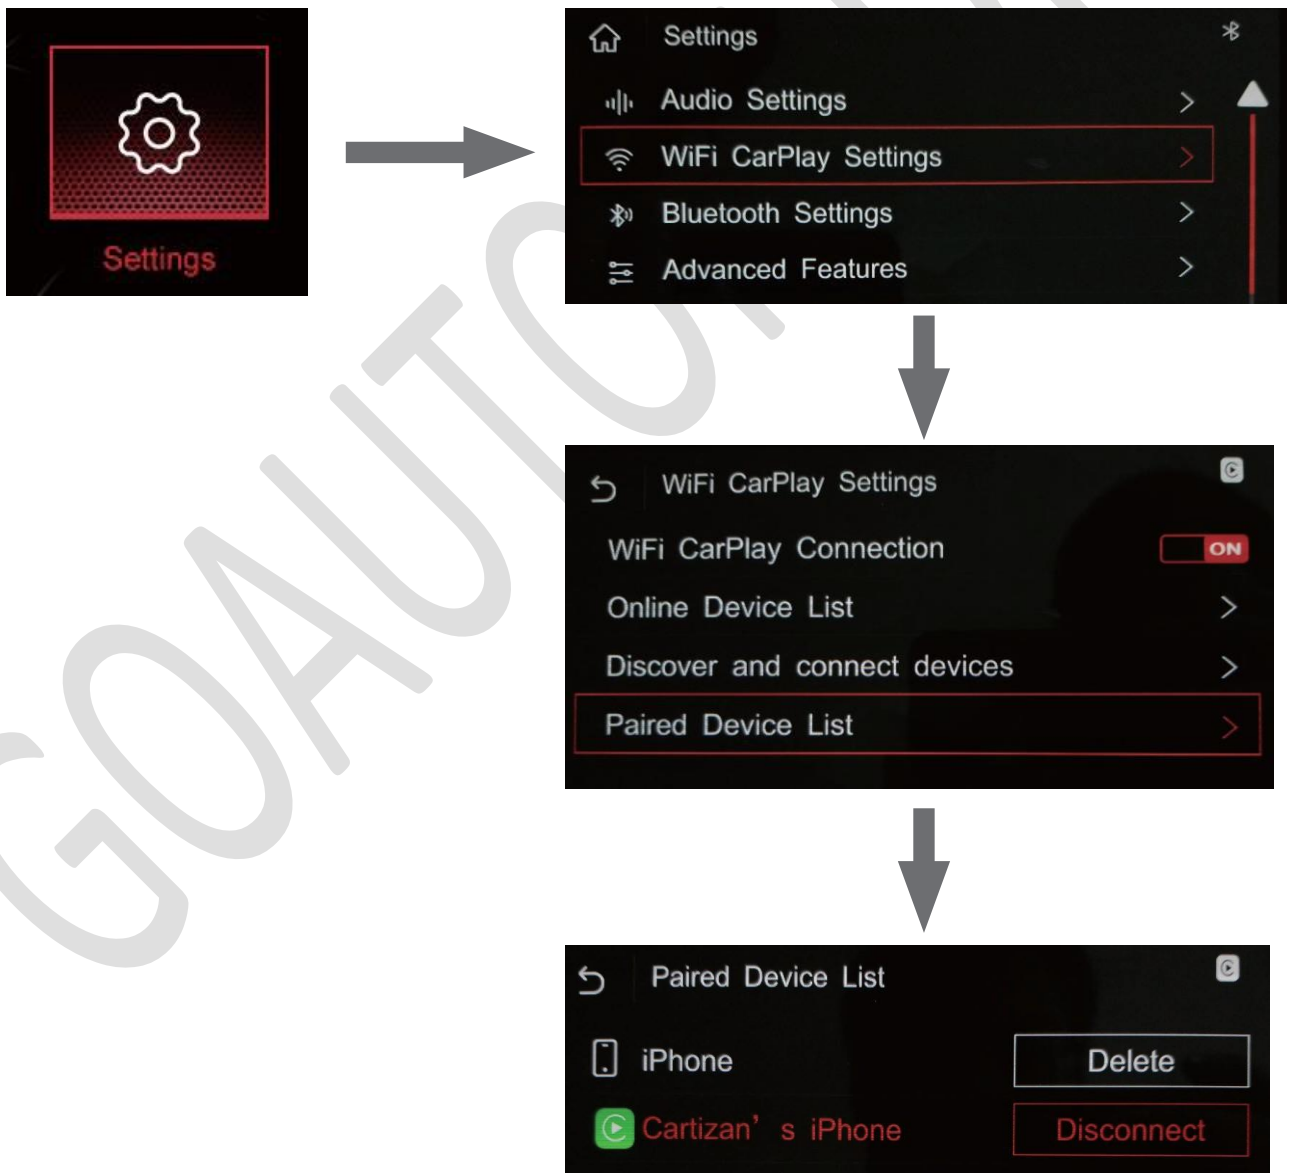 Settings
Settings
Audio Settings
WiFi CarPlay Settings
Bluetooth Settings
Advanced Features
WiFi CarPlay Settings
WiFi CarPlay Connection
ON
Online Device List
Discover and connect devices
Paired Device List
Paired Device List
iPhone
Delete
Cartizan's iPhone
Disconnect
GOAUTO